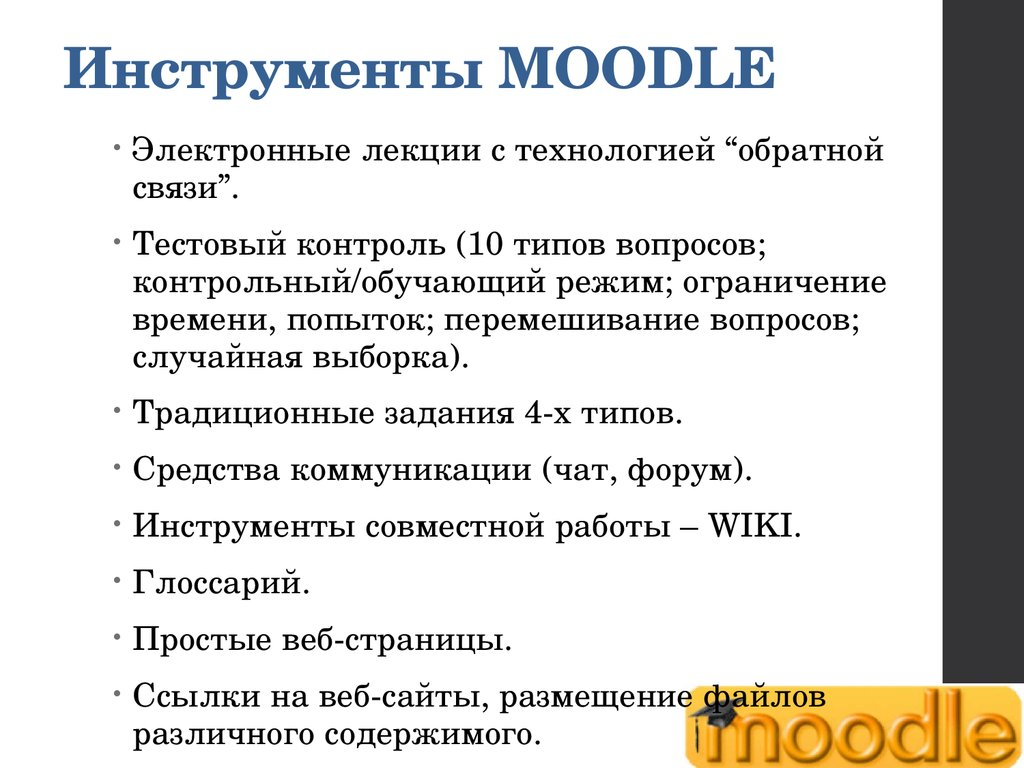 Инструменты MOODLE
• Электронные лекции с технологией “обратной
связи”.
• Тестовый контроль (10 типов вопросов;
контрольный/обучающий режим; ограничение
времени, попыток; перемешивание вопросов;
случайная выборка).
• Традиционные задания 4-х типов.
• Средства коммуникации (чат, форум).
• Инструменты совместной работы – WIKI.
• Глоссарий.
• Простые веб-страницы.
• Ссылки на веб-сайты, размещение файлов
различного содержимого.
moodle